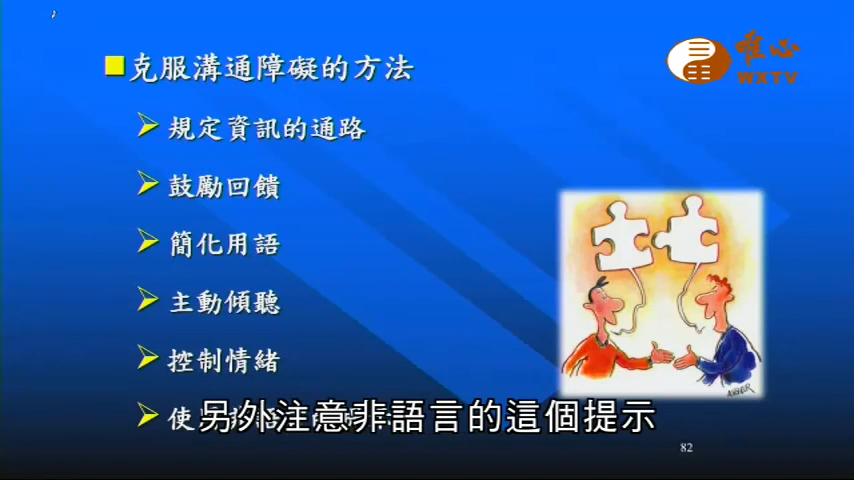 克服溝通障礙的方法
唯心
WXTV
規定資訊的通路
鼓勵回饋
簡化用語
主動傾聽
控制情緒
使
另外注意非語言的這個提示
82